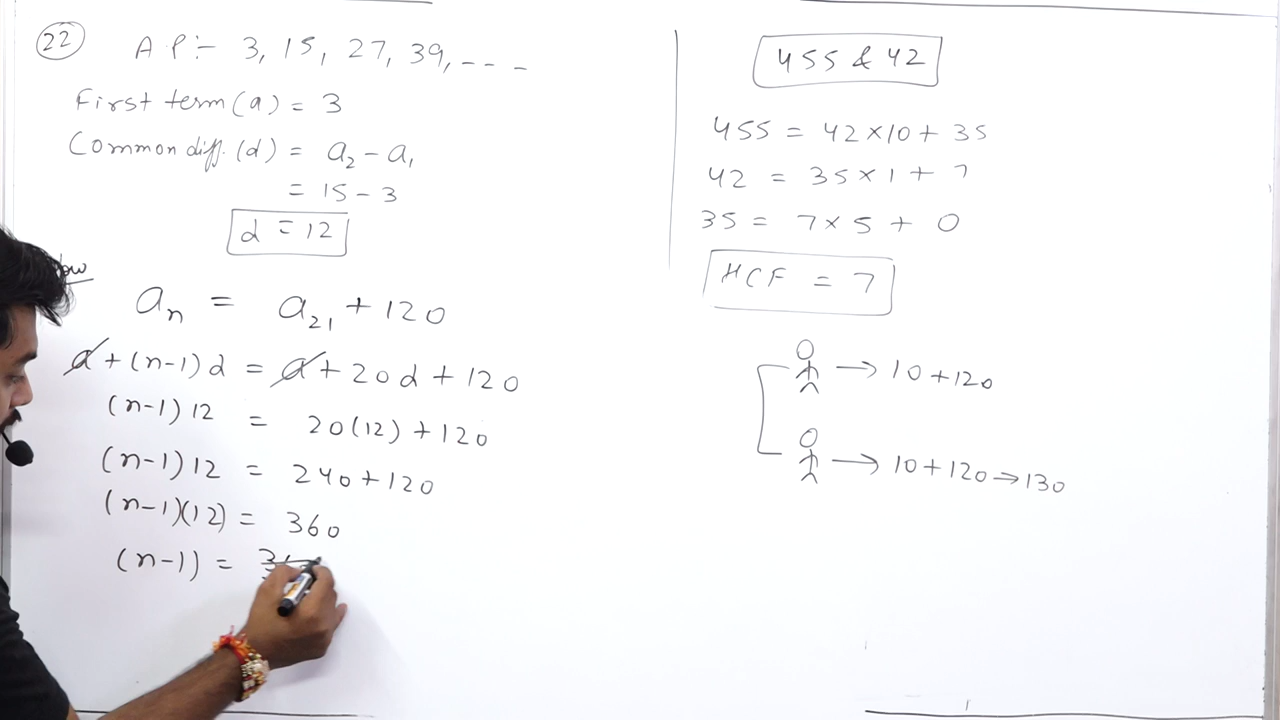 22 AP:- 3, 15, 27, 39, - - -
First term (a) = 3
Common diff. (d) = a₂ - a₁
= 15 - 3
d = 12
aₙ = a₂₁ + 120
a + (n-1) d = a + 20d + 120
(n-1) 12 = 20(12) + 120
(n-1) 12 = 240 + 120
(n-1)(12) = 360
(n-1) =
455 & 42
455 = 42 × 10 + 35
42 = 35 × 1 + 7
35 = 7 × 5 + 0
HCF = 7
→ 10 + 120
→ 10 + 120 → 130